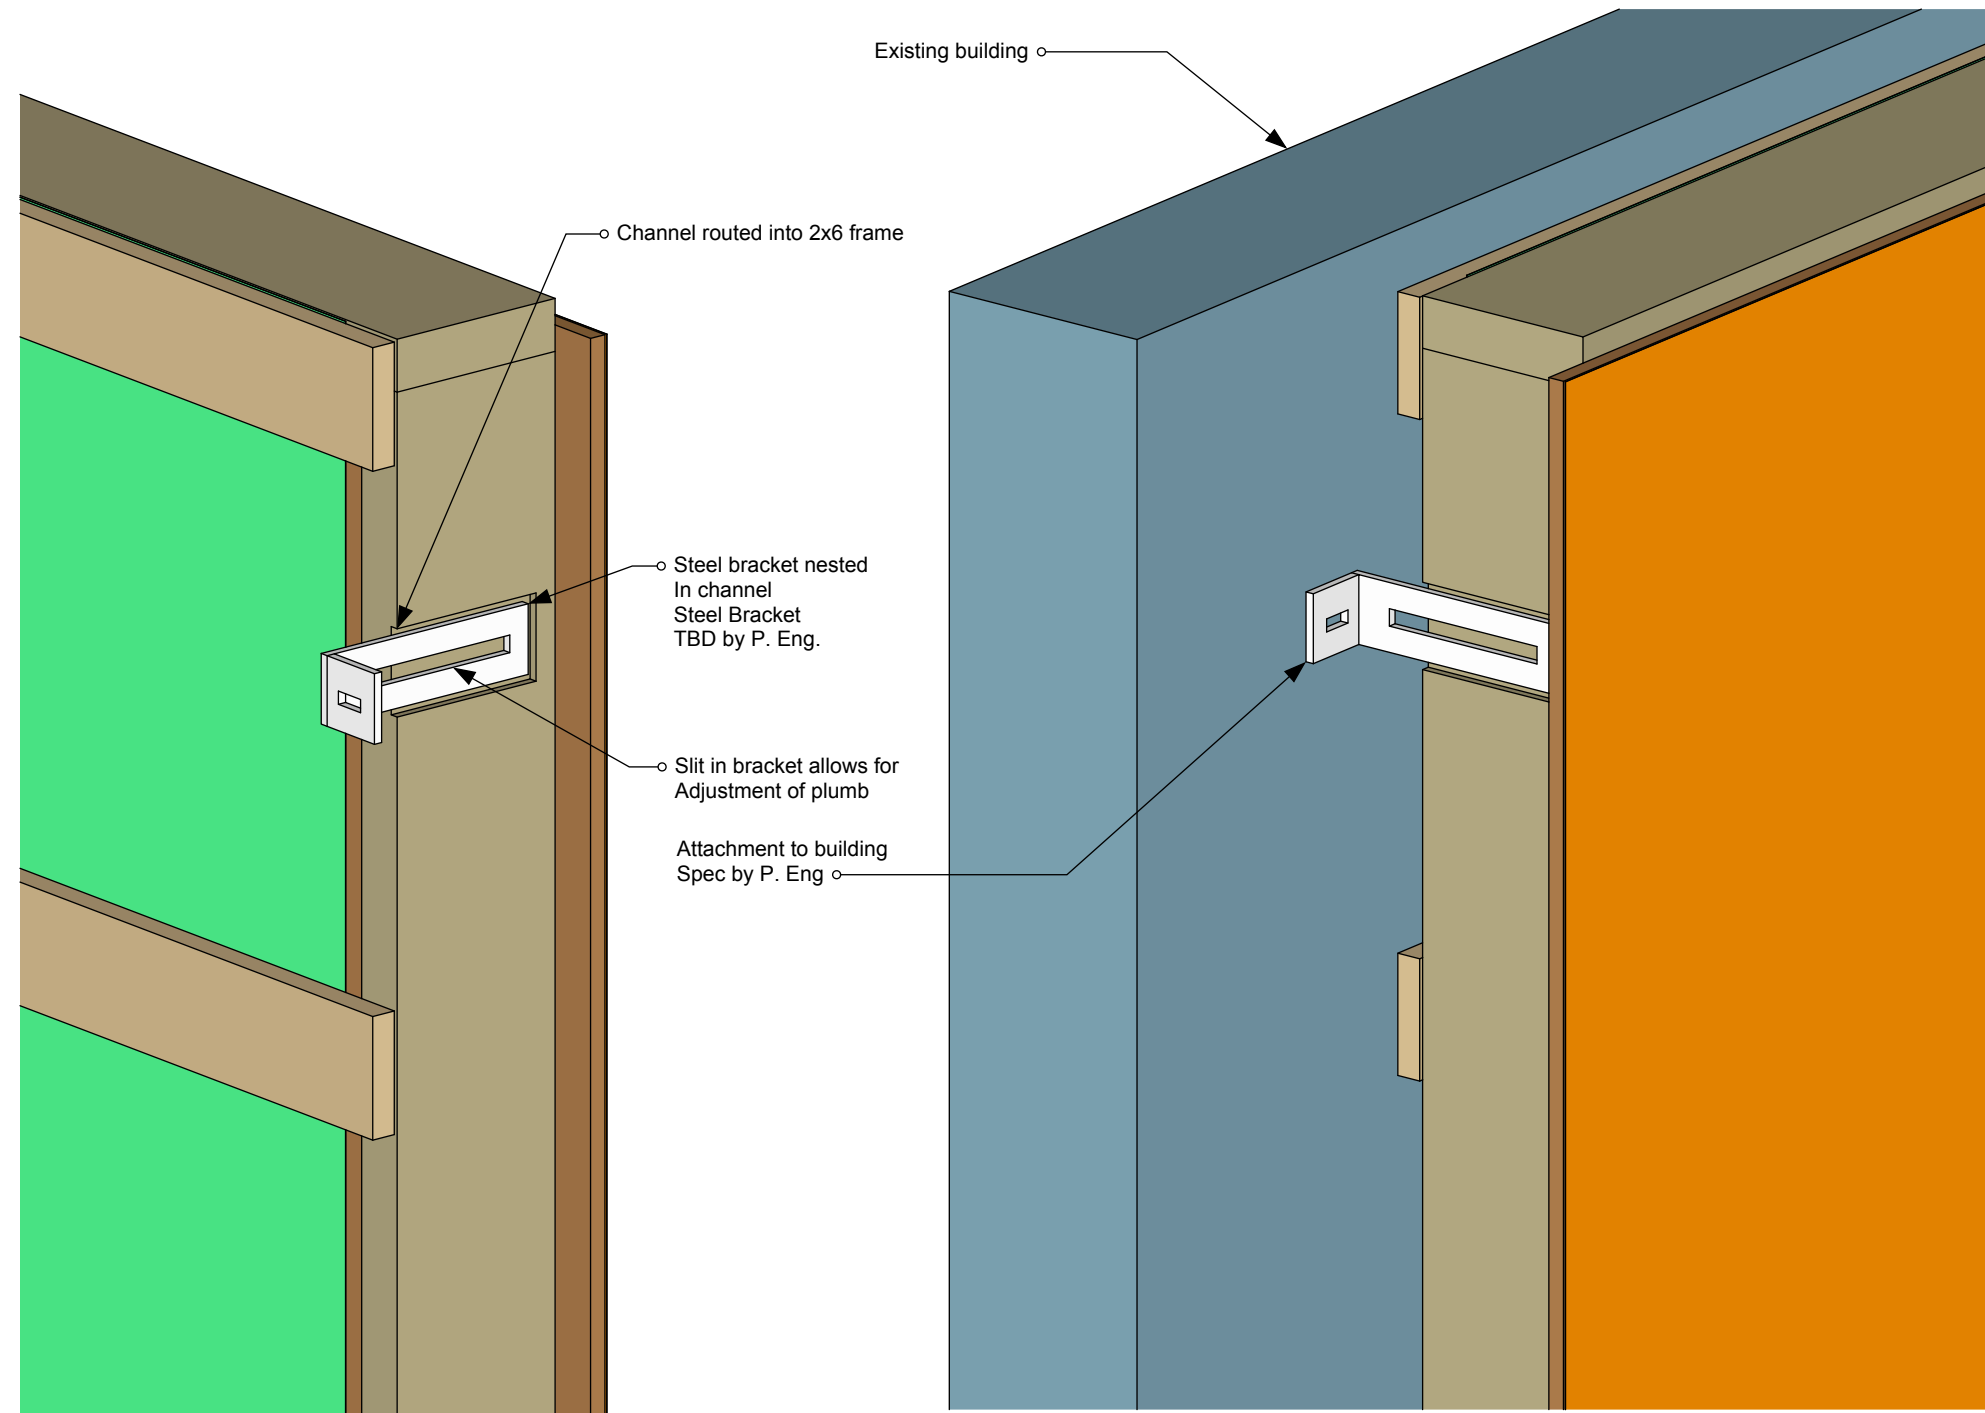 Existing building
Channel routed into 2x6 frame
Steel bracket nested
In channel
Steel Bracket
TBD by P. Eng.
Slit in bracket allows for
Adjustment of plumb
Attachment to building
Spec by P. Eng